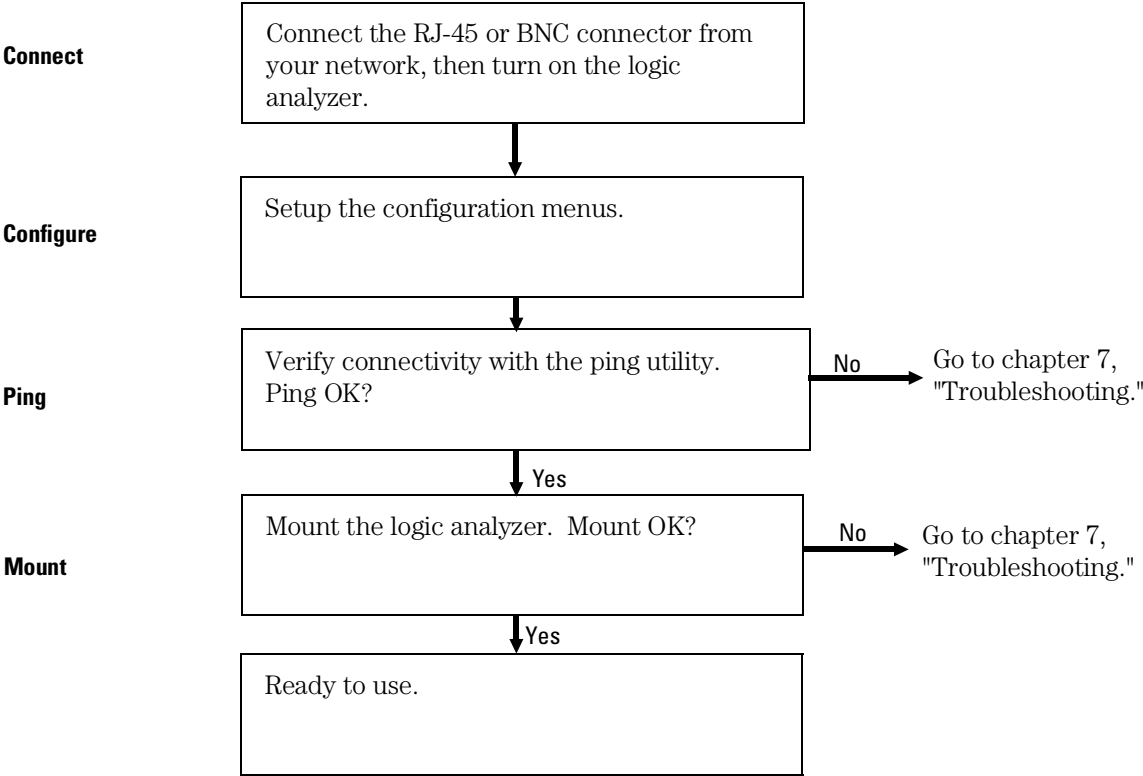 Connect
Connect the RJ-45 or BNC connector from
your network, then turn on the logic
analyzer.
Configure
Setup the configuration menus.
Ping
Verify connectivity with the ping utility.
Ping OK?
No
Go to chapter 7,
"Troubleshooting."
Yes
Mount
Mount the logic analyzer.  Mount OK?
No
Go to chapter 7,
"Troubleshooting."
Yes
Ready to use.